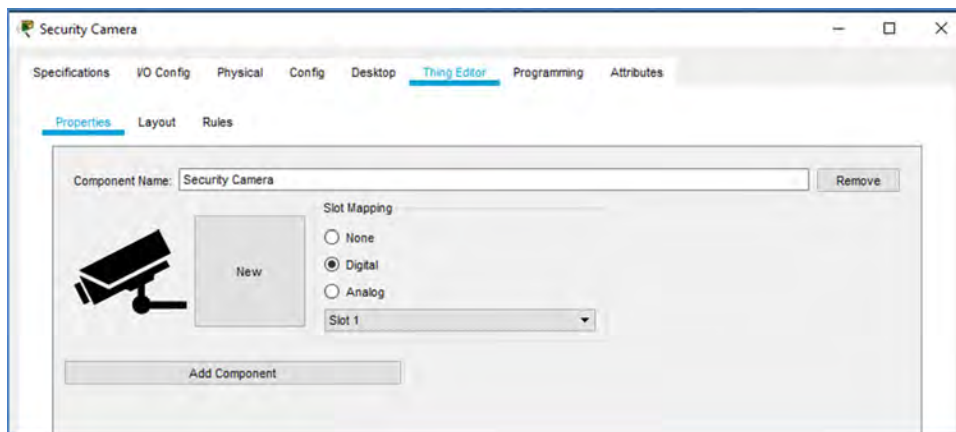 Security Camera
Specifications I/O Config Physical Config Desktop Thing Editor Programming Attributes
Properties Layout Rules
Component Name: Security Camera Remove
Slot Mapping
None
New Digital
Analog
Slot 1
Add Component